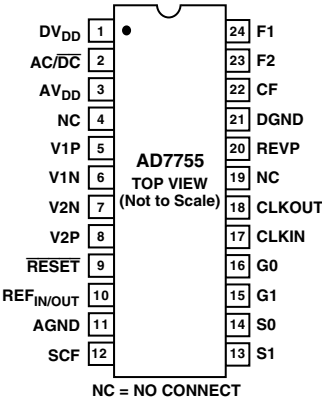 DVDD 1 24 F1
AC/D̅C̅ 2 23 F2
AVDD 3 22 CF
NC 4 21 DGND
V1P 5 20 REVP
V1N 6 AD7755 19 NC
TOP VIEW
V2N 7 (Not to Scale) 18 CLKOUT
V2P 8 17 CLKIN
R̅E̅S̅E̅T̅ 9 16 G0
REFIN/OUT 10 15 G1
AGND 11 14 S0
SCF 12 13 S1
NC = NO CONNECT